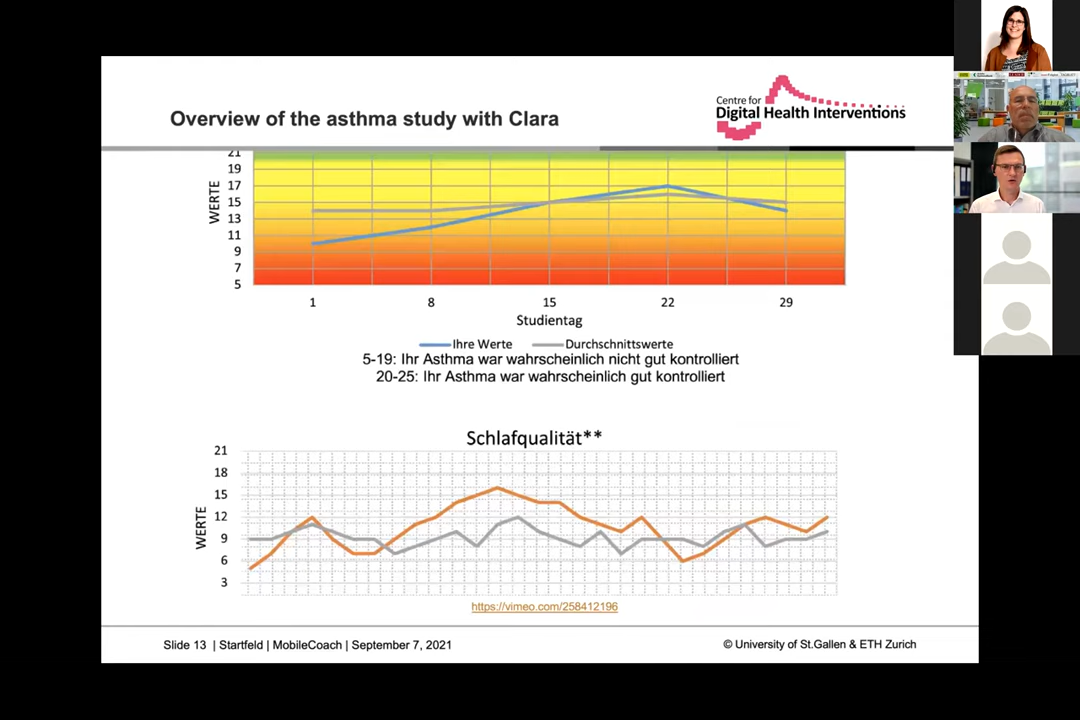 Overview of the asthma study with Clara
Centre for
Digital Health Interventions
21
19
17
15
13
11
9
7
5
WERTE
1 8 15 22 29
Studientag
Ihre Werte Durchschnittswerte
5-19: Ihr Asthma war wahrscheinlich nicht gut kontrolliert
20-25: Ihr Asthma war wahrscheinlich gut kontrolliert
Schlafqualität**
21
18
15
12
9
6
3
WERTE
https://vimeo.com/258412196
Slide 13 | Startfeld | MobileCoach | September 7, 2021
© University of St.Gallen & ETH Zurich